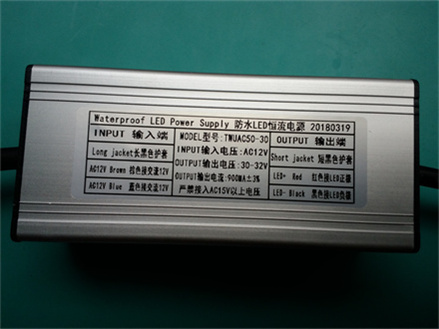 Waterproof LED Power Supply 防水LED恒流电源 20180319
INPUT 输入端
MODEL型号:TWUAC50-30
OUTPUT 输出端
Long jacket长黑色护套
INPUT输入电压:AC12V
Short jacket 短黑色护套
OUTPUT输出电压:30-32V
AC12V Brown 棕色接交流12V
LED+ Red 红色接LED正极
OUTPUT输出电流:900MA±3%
AC12V Blue 蓝色接交流12V
LED- Black 黑色接LED负极
严禁接入AC15V以上电压